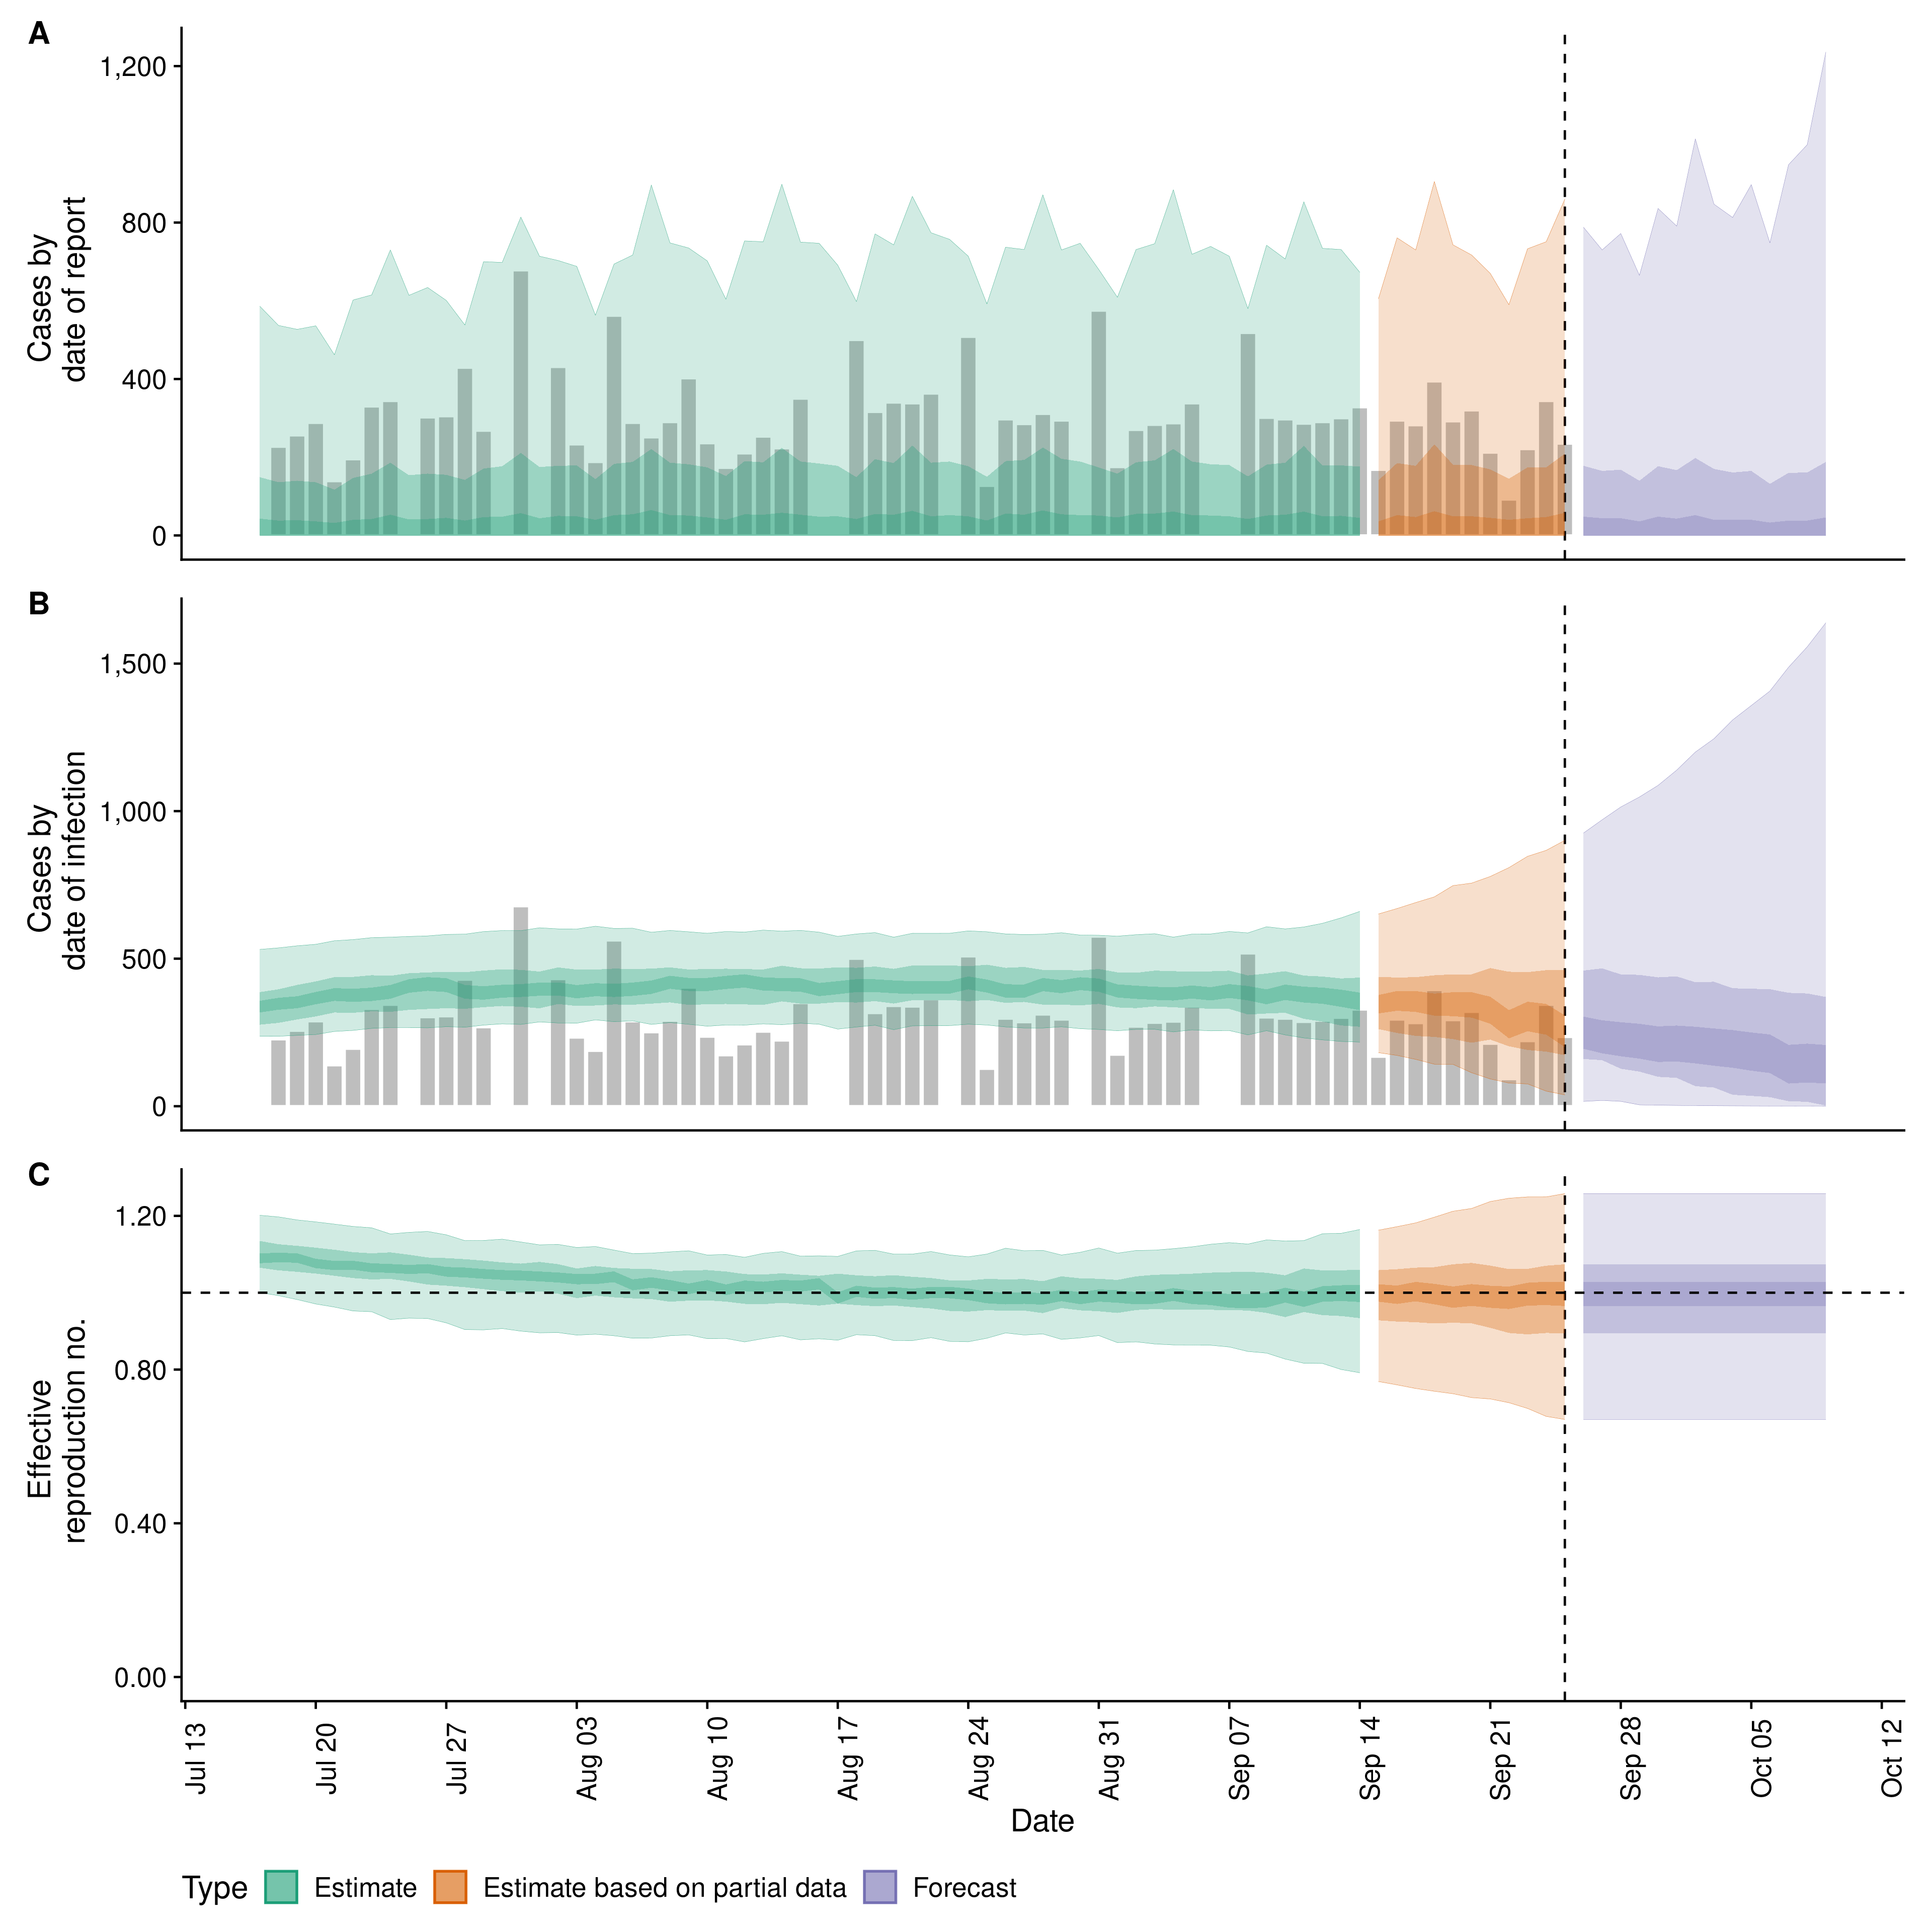 A
Cases by
date of report
1,200
800
400
0
B
Cases by
date of infection
1,500
1,000
500
0
C
Effective
reproduction no.
1.20
0.80
0.40
0.00
Jul 13
Jul 20
Jul 27
Aug 03
Aug 10
Aug 17
Aug 24
Aug 31
Sep 07
Sep 14
Sep 21
Sep 28
Oct 05
Oct 12
Date
Type Estimate Estimate based on partial data Forecast